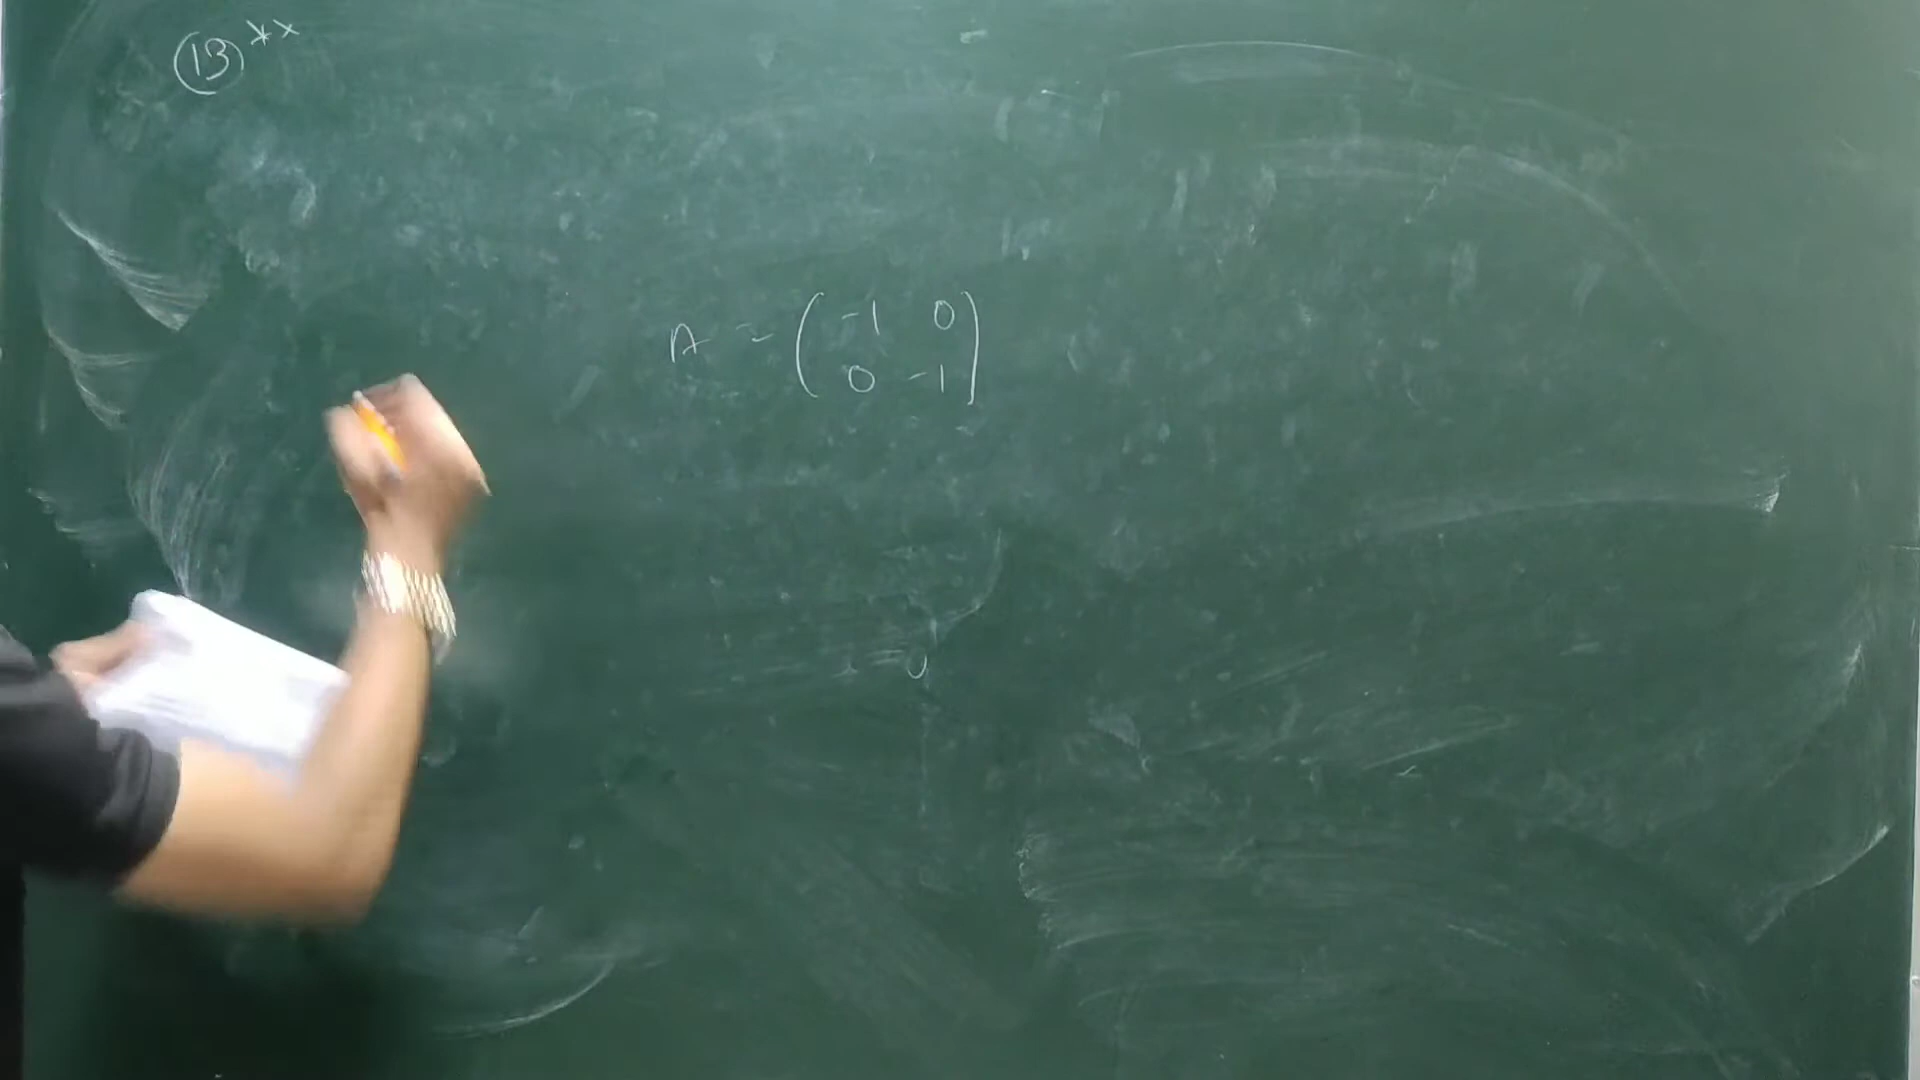 (13)**
A = (-1 0
0 -1)